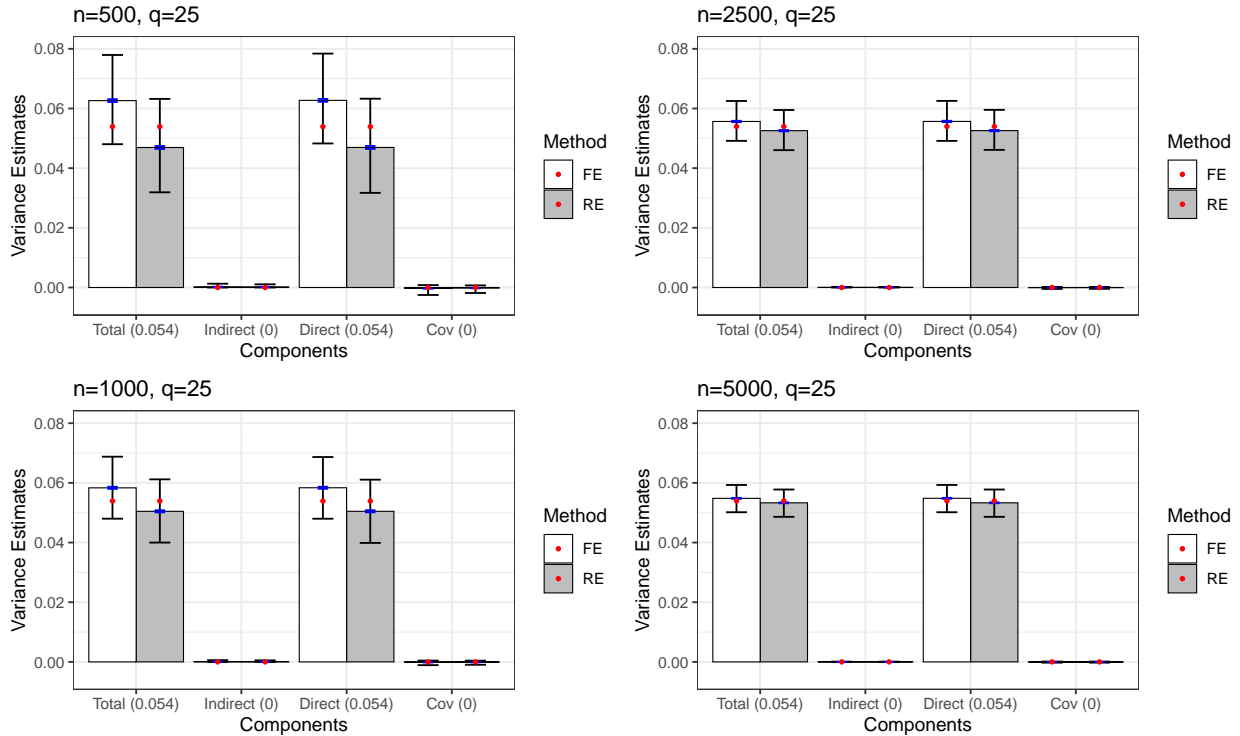 n=500, q=25
Variance Estimates
0.08
0.06
0.04
0.02
0.00
Total (0.054) Indirect (0) Direct (0.054) Cov (0)
Components
Method
FE
RE
n=2500, q=25
Variance Estimates
0.08
0.06
0.04
0.02
0.00
Total (0.054) Indirect (0) Direct (0.054) Cov (0)
Components
Method
FE
RE
n=1000, q=25
Variance Estimates
0.08
0.06
0.04
0.02
0.00
Total (0.054) Indirect (0) Direct (0.054) Cov (0)
Components
Method
FE
RE
n=5000, q=25
Variance Estimates
0.08
0.06
0.04
0.02
0.00
Total (0.054) Indirect (0) Direct (0.054) Cov (0)
Components
Method
FE
RE